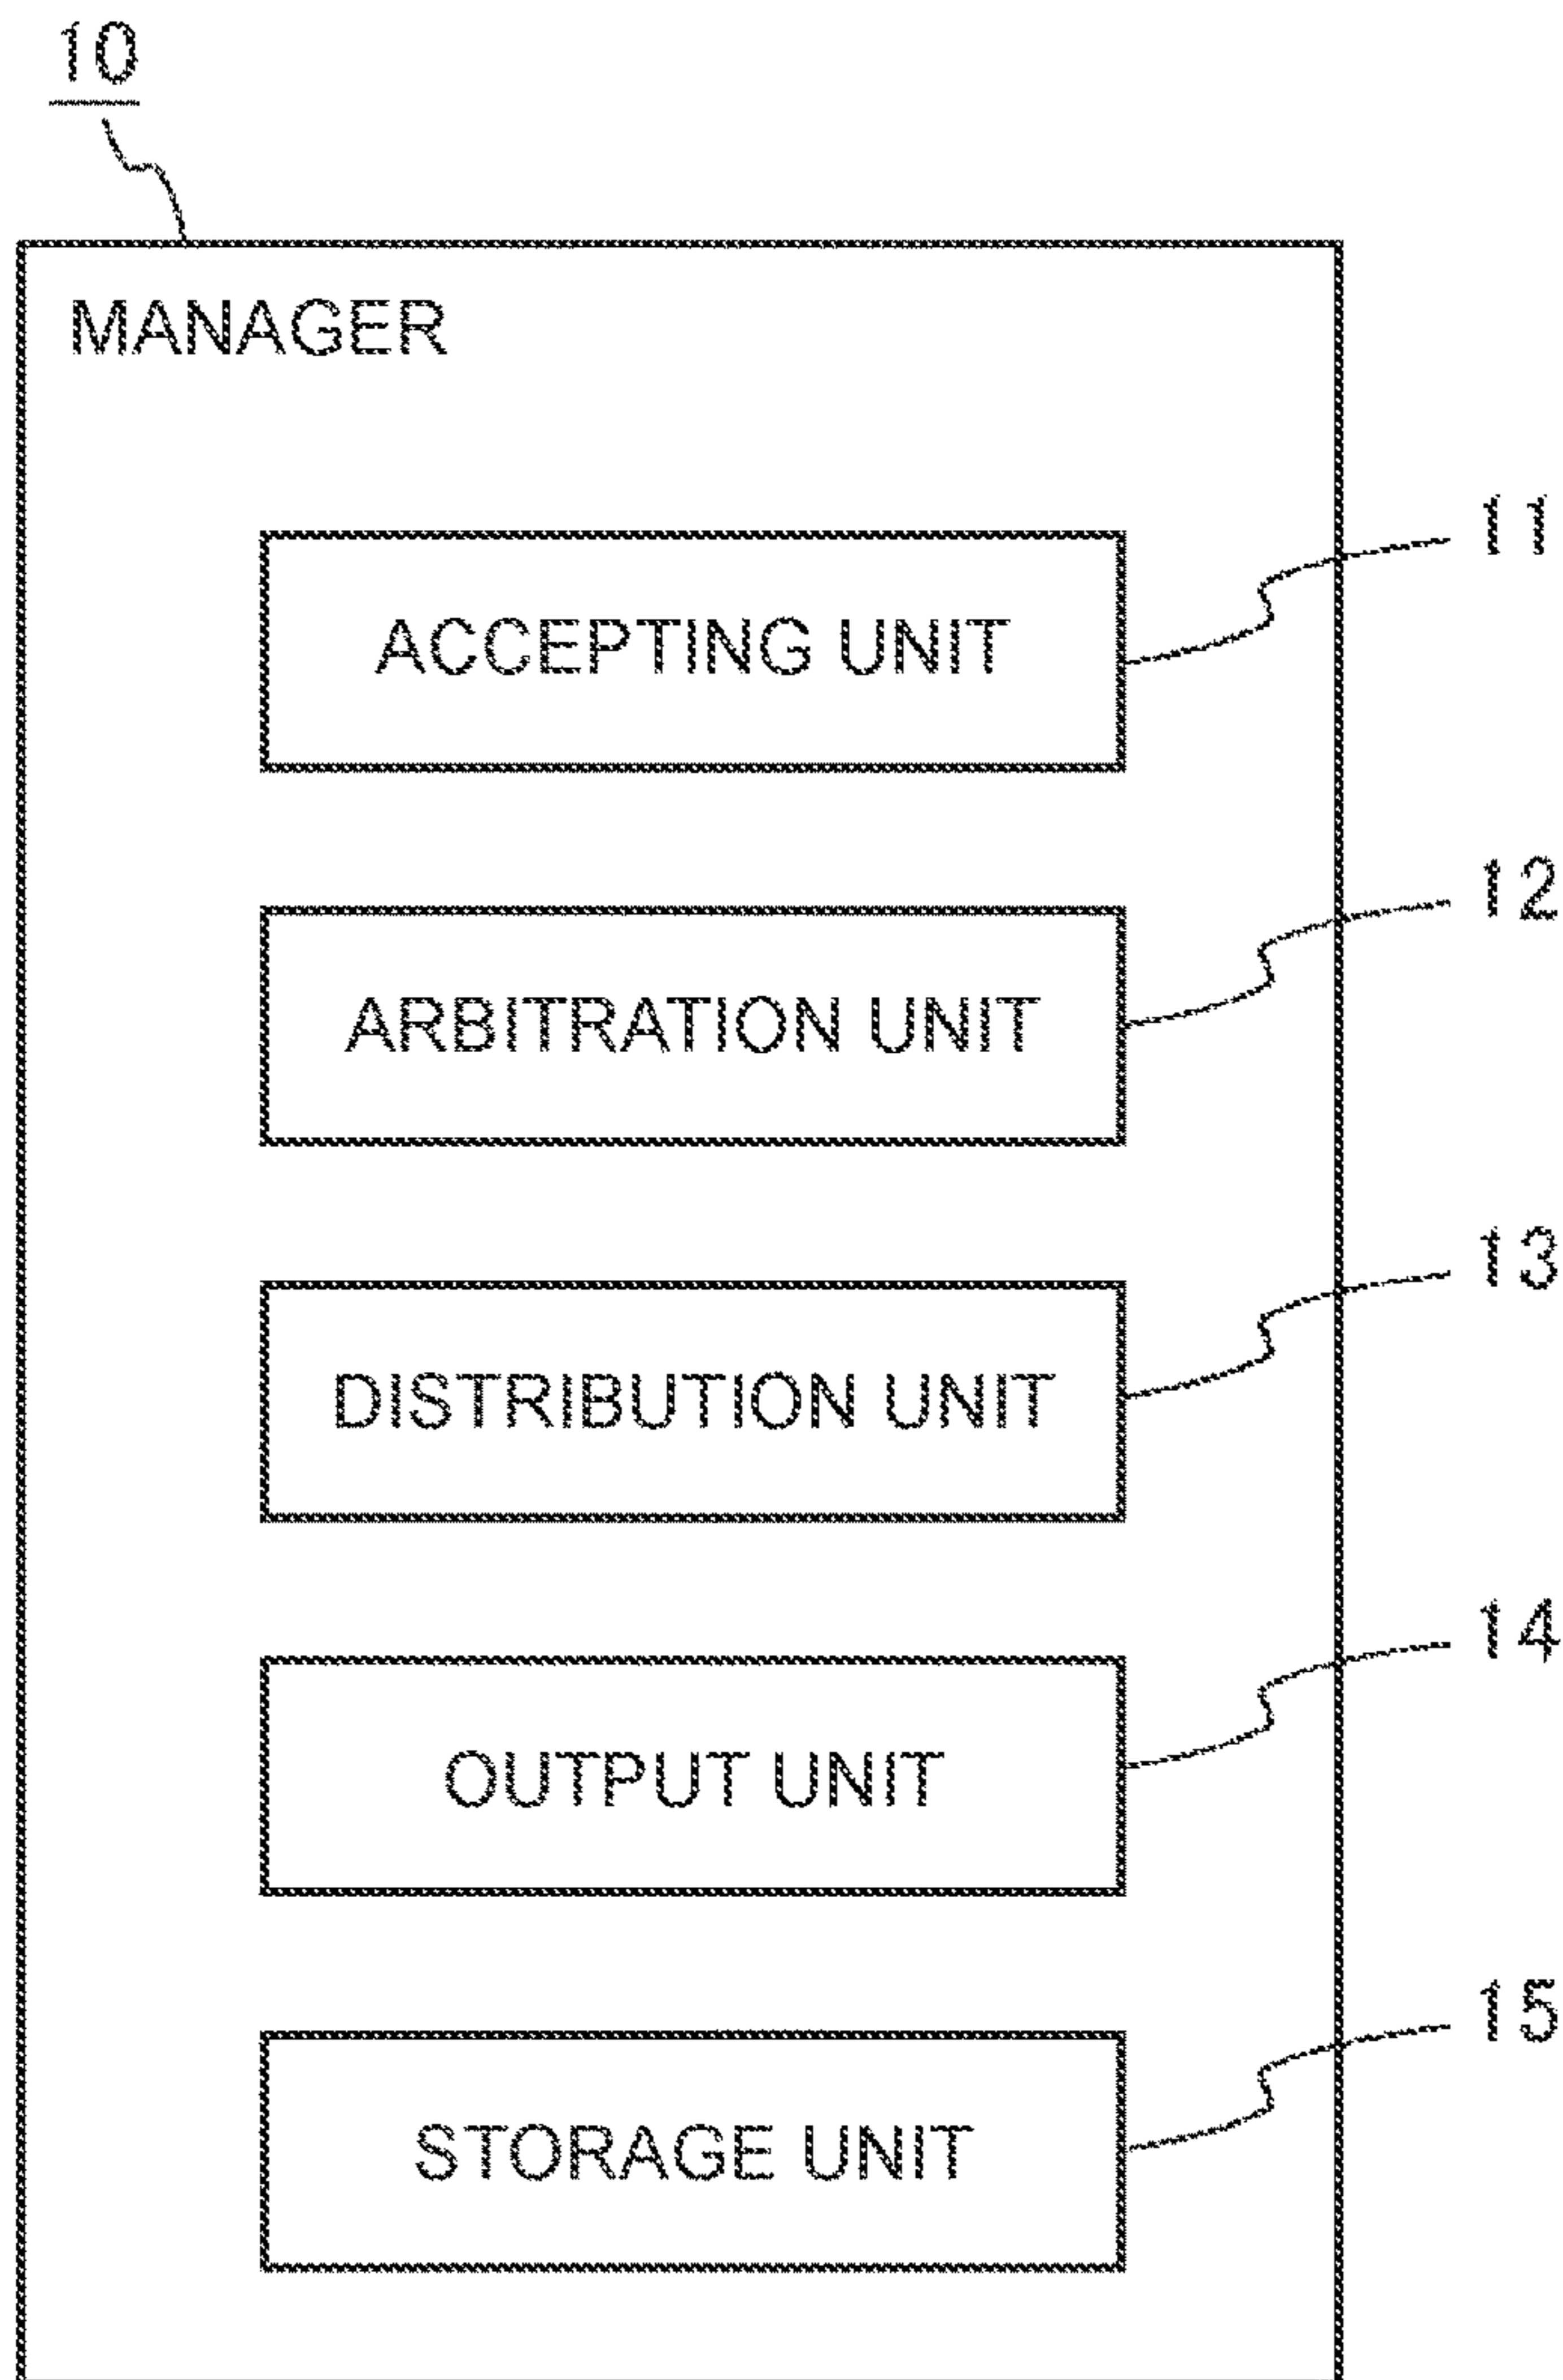 10
MANAGER
11
ACCEPTING UNIT
12
ARBITRATION UNIT
13
DISTRIBUTION UNIT
14
OUTPUT UNIT
15
STORAGE UNIT